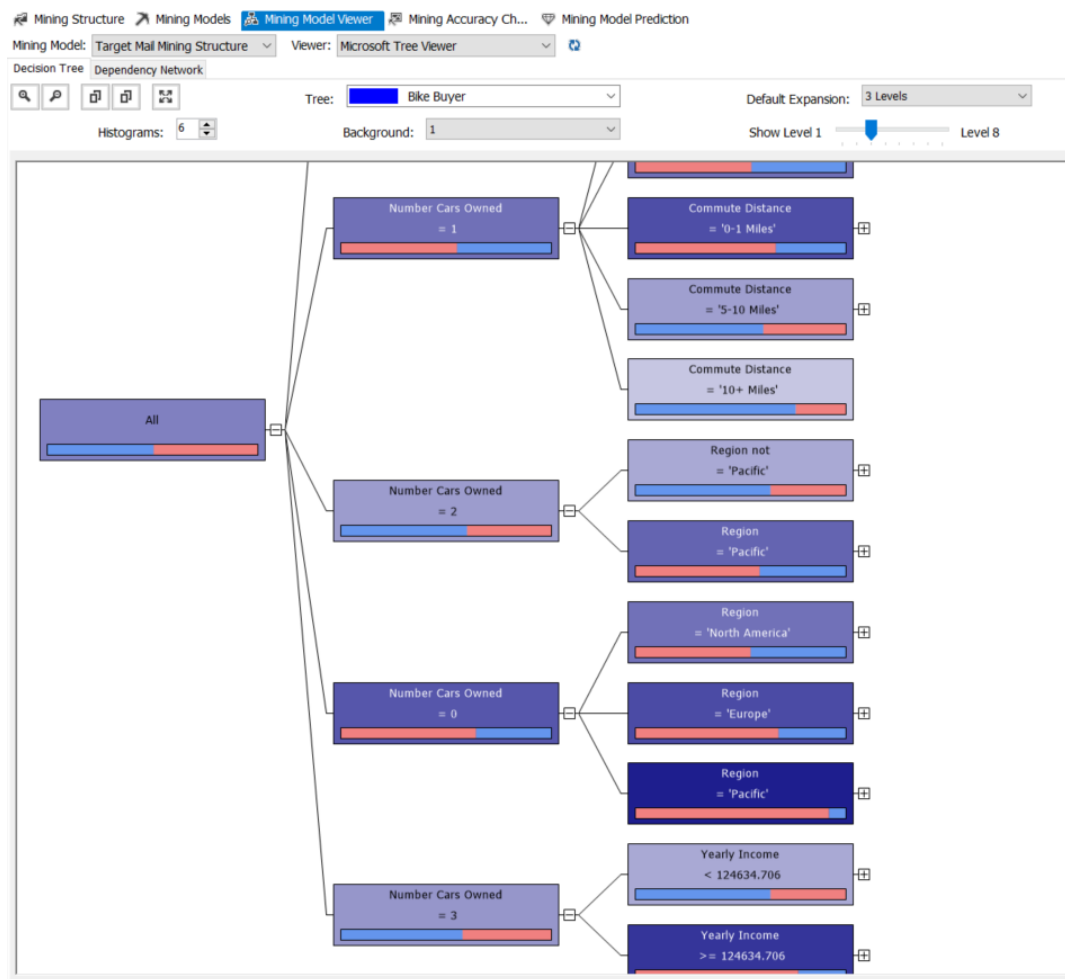 Mining Structure Mining Models Mining Model Viewer Mining Accuracy Ch... Mining Model Prediction
Mining Model: Target Mail Mining Structure Viewer: Microsoft Tree Viewer
Decision Tree Dependency Network
Tree: Bike Buyer Default Expansion: 3 Levels
Histograms: 6 Background: 1 Show Level 1 Level 8
Number Cars Owned
= 1
Commute Distance
= '0-1 Miles'
Commute Distance
= '5-10 Miles'
Commute Distance
= '10+ Miles'
All
Number Cars Owned
= 2
Region not
= 'Pacific'
Region
= 'Pacific'
Number Cars Owned
= 0
Region
= 'North America'
Region
= 'Europe'
Region
= 'Pacific'
Number Cars Owned
= 3
Yearly Income
< 124634.706
Yearly Income
>= 124634.706